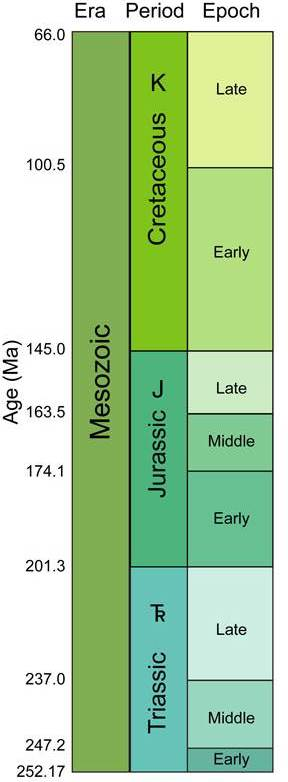 Era Period Epoch
66.0
K
Late
Cretaceous
100.5
Early
Mesozoic
Age (Ma)
145.0
J
Late
163.5
Jurassic
Middle
174.1
Early
201.3
TR
Late
Triassic
237.0
Middle
247.2
Early
252.17